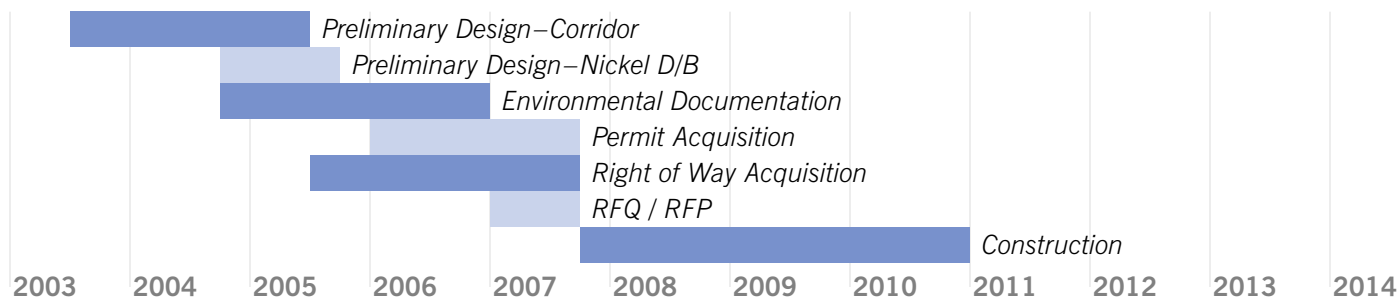 Preliminary Design–Corridor
Preliminary Design–Nickel D/B
Environmental Documentation
Permit Acquisition
Right of Way Acquisition
RFQ / RFP
Construction
2003 2004 2005 2006 2007 2008 2009 2010 2011 2012 2013 2014